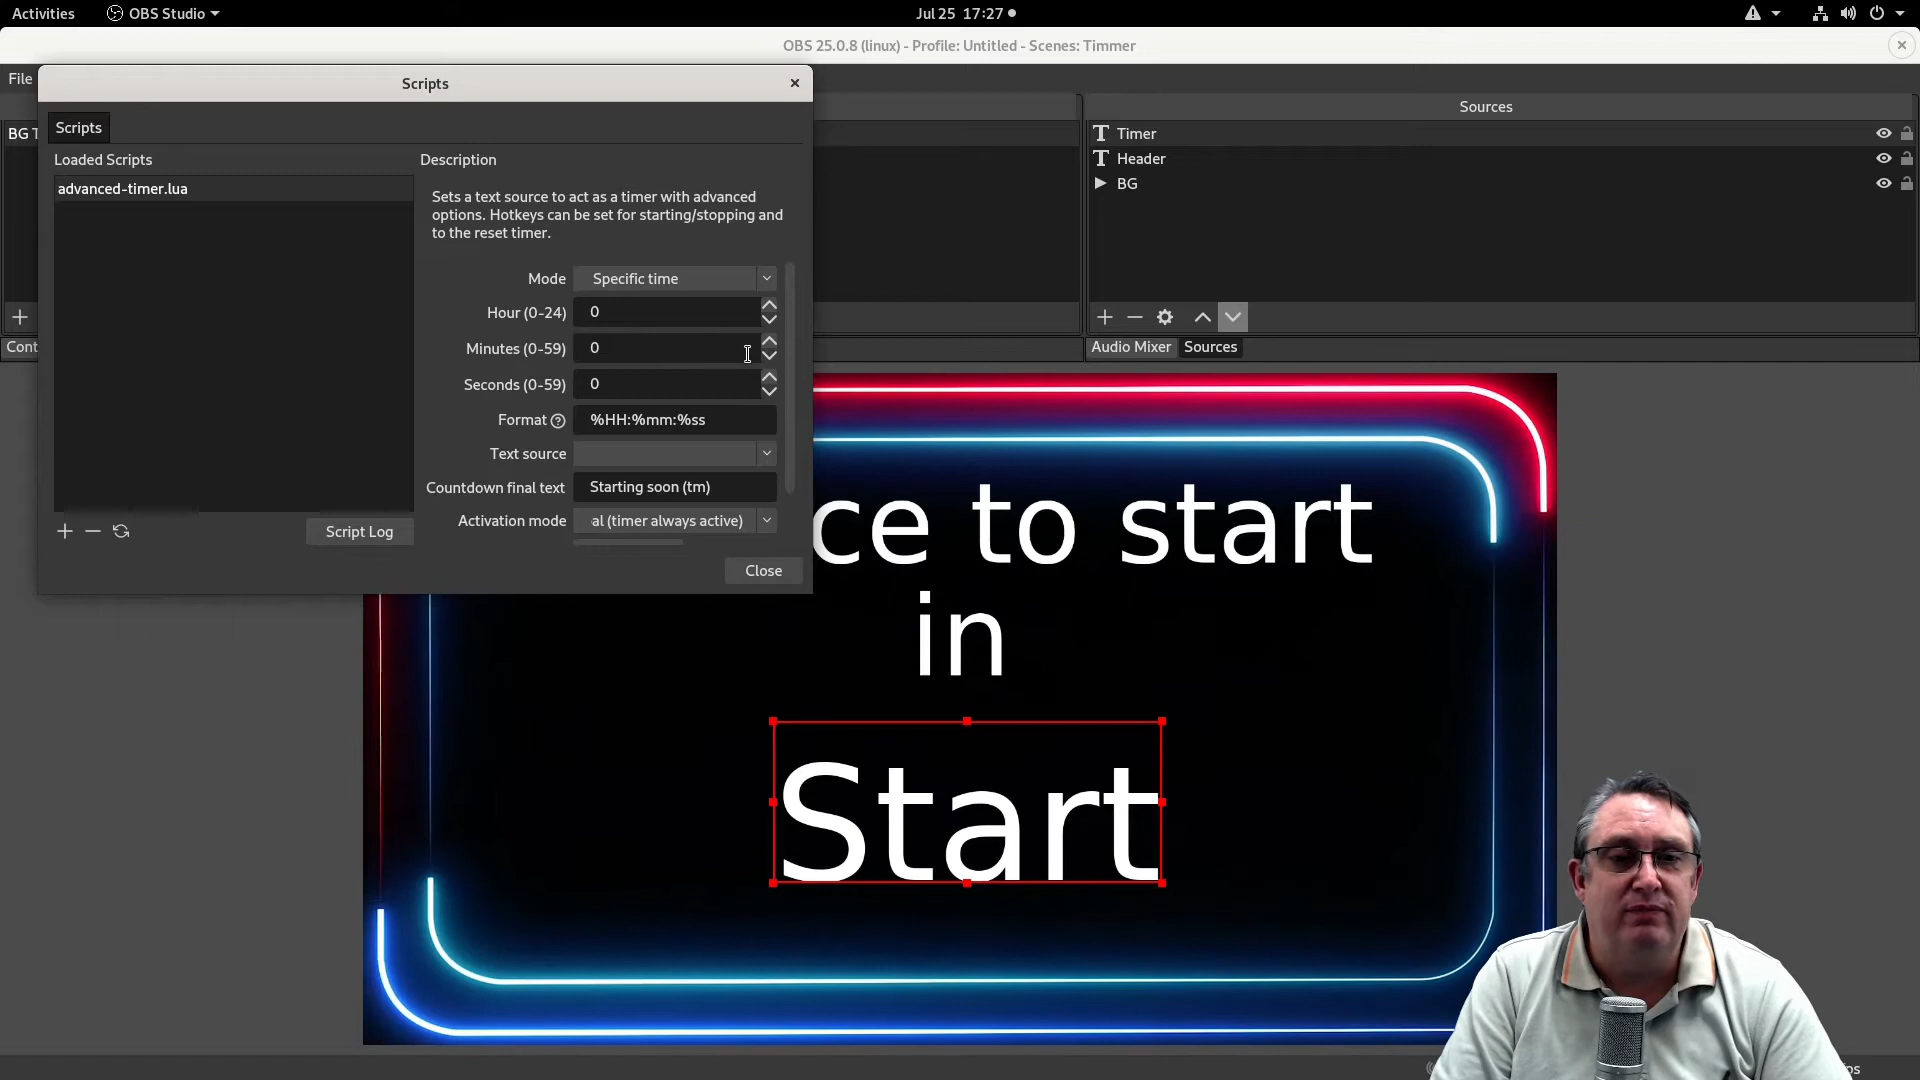 Activities
OBS Studio
Jul 25 17:27
OBS 25.0.8 (linux) - Profile: Untitled - Scenes: Timmer
File
Scripts
Scripts
Loaded Scripts
advanced-timer.lua
Script Log
Description
Sets a text source to act as a timer with advanced
options. Hotkeys can be set for starting/stopping and
to the reset timer.
Mode Specific time
Hour (0-24) 0
Minutes (0-59) 0
Seconds (0-59) 0
Format %HH:%mm:%ss
Text source
Countdown final text Starting soon (tm)
Activation mode al (timer always active)
Close
BG T
Cont
Sources
Timer
Header
BG
Audio Mixer Sources
ce to start
in
Start